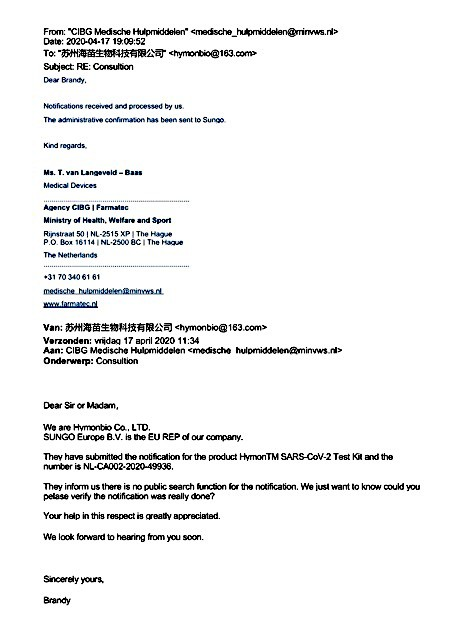 From: "CIBG Medische Hulpmiddelen" <medische_hulpmiddelen@minvws.nl>
Date: 2020-04-17 19:09:52
To: "苏州海苗生物科技有限公司" <hymonbio@163.com>
Subject: RE: Consultion
Dear Brandy,
Notifications received and processed by us.
The administrative confirmation has been sent to Sungo.
Kind regards,
Ms. T. van Langeveld – Baas
Medical Devices
Agency CIBG | Farmatec
Ministry of Health, Welfare and Sport
Rijnstraat 50 | NL-2515 XP | The Hague
P.O. Box 16114 | NL-2500 BC | The Hague
The Netherlands
+31 70 340 61 61
medische_hulpmiddelen@minvws.nl
www.farmatec.nl
Van: 苏州海苗生物科技有限公司 <hymonbio@163.com>
Verzonden: vrijdag 17 april 2020 11:34
Aan: CIBG Medische Hulpmiddelen <medische_hulpmiddelen@minvws.nl>
Onderwerp: Consultion
Dear Sir or Madam,
We are Hymonbio Co., LTD.
SUNGO Europe B.V. is the EU REP of our company.
They have submitted the notification for the product HymonTM SARS-CoV-2 Test Kit and the
number is NL-CA002-2020-49936.
They inform us there is no public search function for the notification. We just want to know could you
pelase verify the notification was really done?
Your help in this respect is greatly appreciated.
We look forward to hearing from you soon.
Sincerely yours,
Brandy